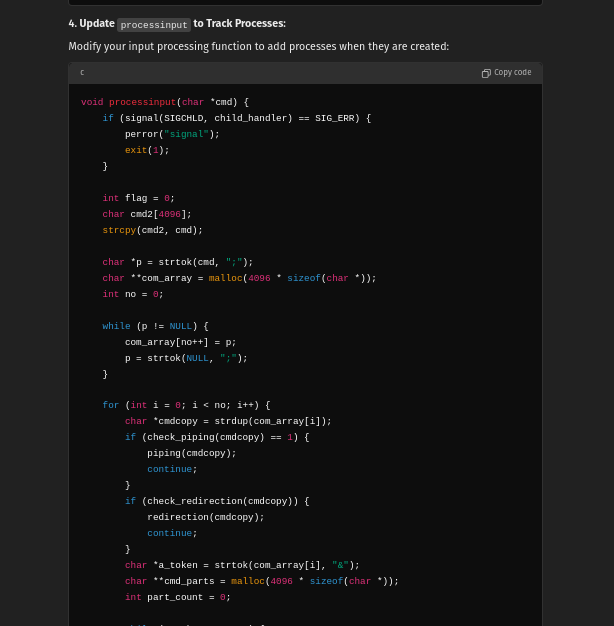 4. Update processinput to Track Processes:
Modify your input processing function to add processes when they are created:
c
Copy code
void processinput(char *cmd) {
    if (signal(SIGCHLD, child_handler) == SIG_ERR) {
        perror("signal");
        exit(1);
    }

    int flag = 0;
    char cmd2[4096];
    strcpy(cmd2, cmd);

    char *p = strtok(cmd, ";");
    char **com_array = malloc(4096 * sizeof(char *));
    int no = 0;

    while (p != NULL) {
        com_array[no++] = p;
        p = strtok(NULL, ";");
    }

    for (int i = 0; i < no; i++) {
        char *cmdcopy = strdup(com_array[i]);
        if (check_piping(cmdcopy) == 1) {
            piping(cmdcopy);
            continue;
        }
        if (check_redirection(cmdcopy)) {
            redirection(cmdcopy);
            continue;
        }
        char *a_token = strtok(com_array[i], "&");
        char **cmd_parts = malloc(4096 * sizeof(char *));
        int part_count = 0;